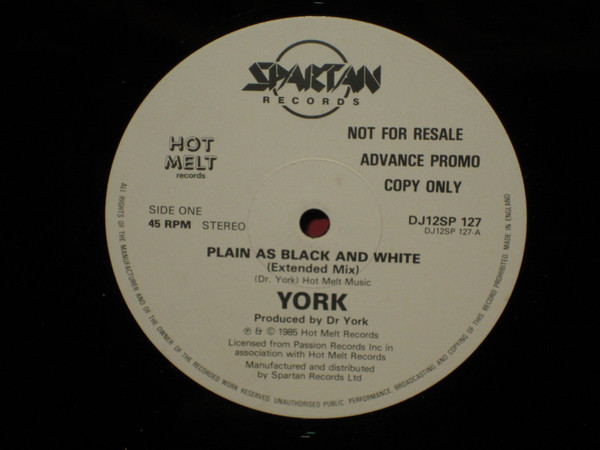 SPARTAN
RECORDS
HOT
MELT
records
NOT FOR RESALE
ADVANCE PROMO
COPY ONLY
SIDE ONE
45 RPM STEREO
DJ12SP 127
DJ12SP 127-A
PLAIN AS BLACK AND WHITE
(Extended Mix)
(Dr. York) Hot Melt Music
YORK
Produced by Dr York
℗ & © 1985 Hot Melt Records
Licensed from Passion Records Inc in
association with Hot Melt Records
Manufactured and distributed
by Spartan Records Ltd
ALL RIGHTS OF THE MANUFACTURER AND OF THE OWNER OF THE RECORDED WORK RESERVED. UNAUTHORISED PUBLIC PERFORMANCE, BROADCASTING AND COPYING OF THIS RECORD PROHIBITED. MADE IN ENGLAND